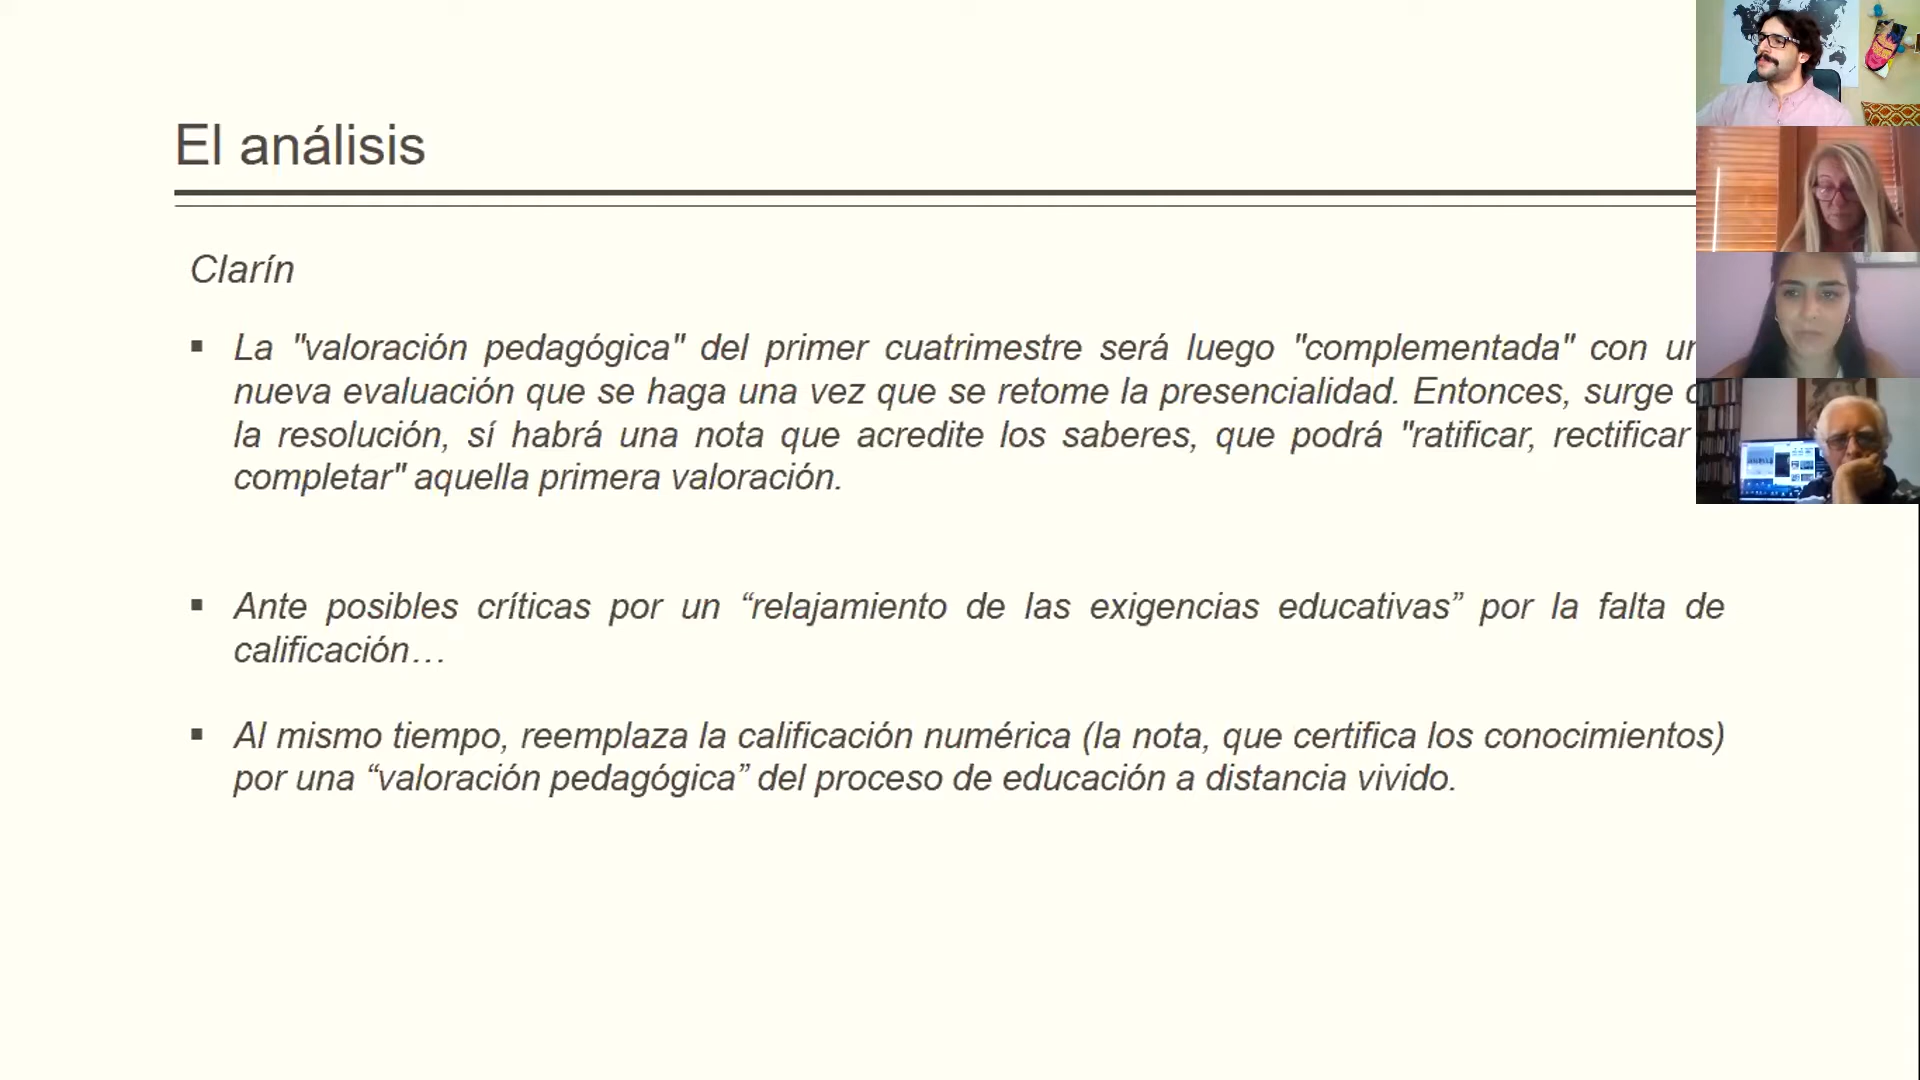 El análisis
Clarín
▪ La "valoración pedagógica" del primer cuatrimestre será luego "complementada" con
nueva evaluación que se haga una vez que se retome la presencialidad. Entonces, surge
la resolución, sí habrá una nota que acredite los saberes, que podrá "ratificar, rectificar
completar" aquella primera valoración.
▪ Ante posibles críticas por un “relajamiento de las exigencias educativas” por la falta de
calificación…
▪ Al mismo tiempo, reemplaza la calificación numérica (la nota, que certifica los conocimientos)
por una “valoración pedagógica” del proceso de educación a distancia vivido.